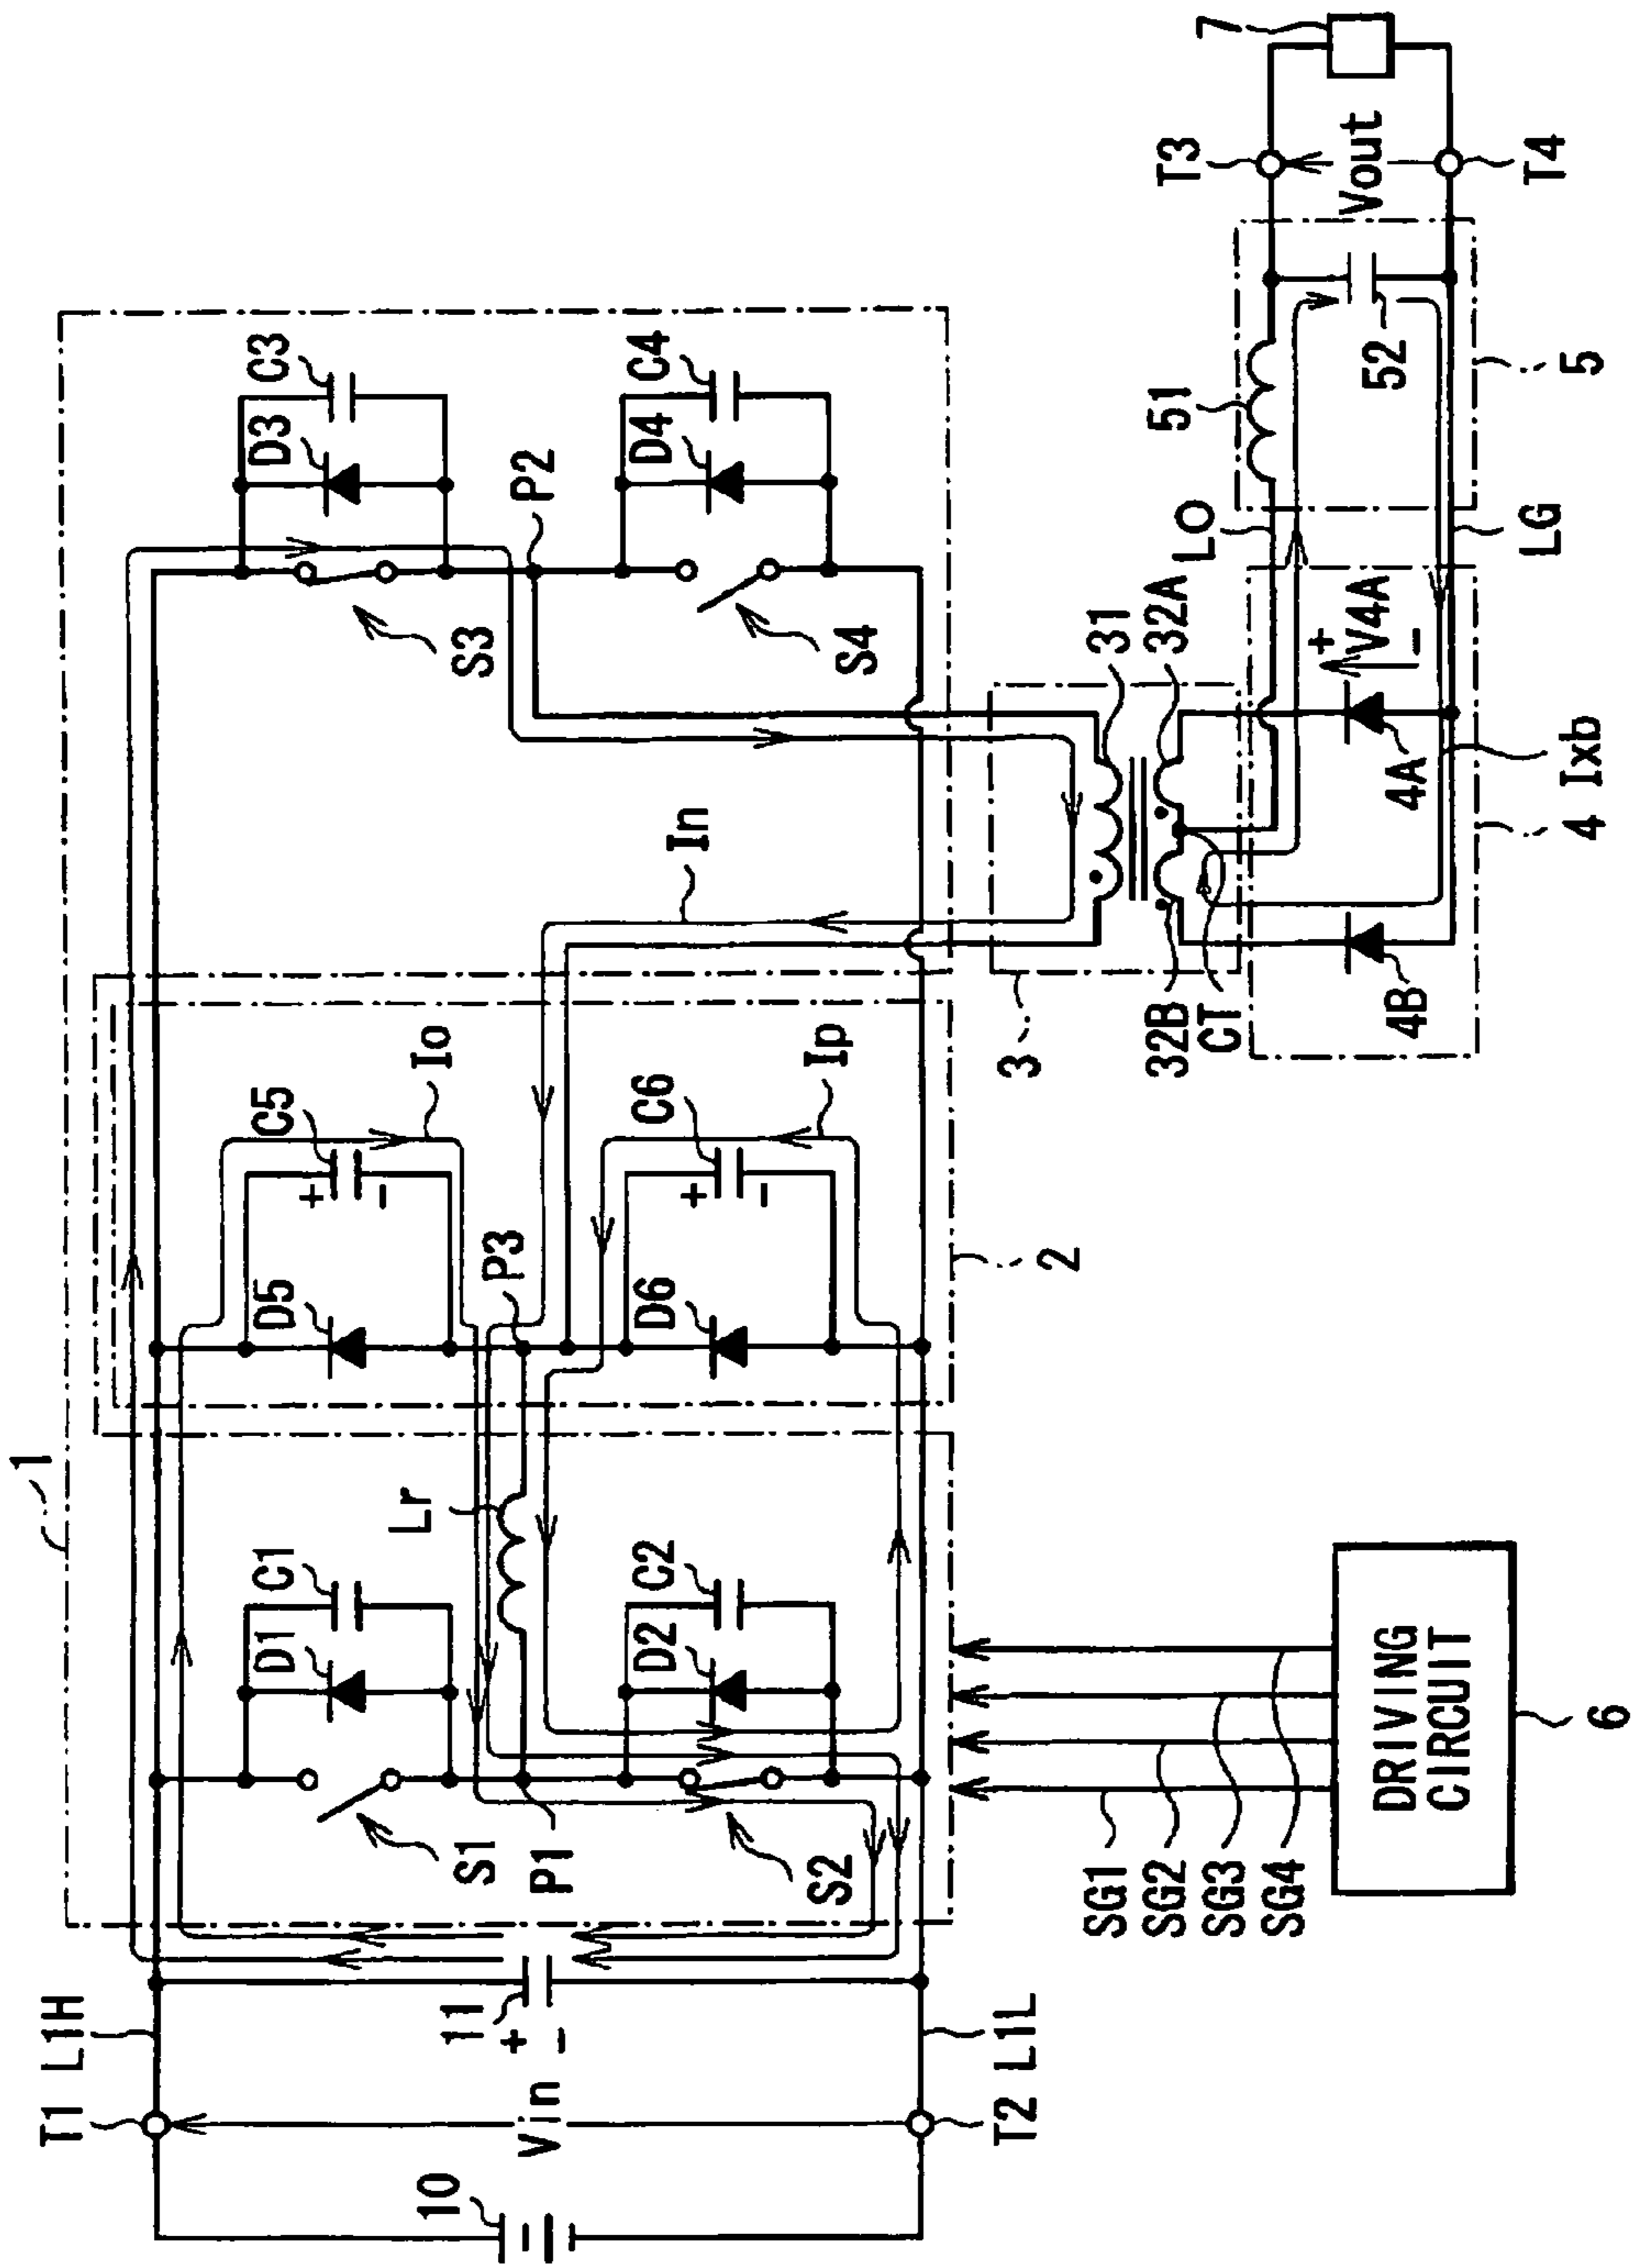 1
T1
L1H
10
Vin
11
+
-
T2
L1L
S1
D1
C1
P1
Lr
S2
D2
C2
D5
C5
+
-
Io
P3
D6
C6
+
-
Ip
2
In
S3
D3
C3
P2
S4
D4
C4
3
31
32A
32B
CT
LO
51
52
5
T3
Vout
T4
7
LG
4A
+
V4A
-
4B
4
Ixb
SG1
SG2
SG3
SG4
DRIVING
CIRCUIT
6